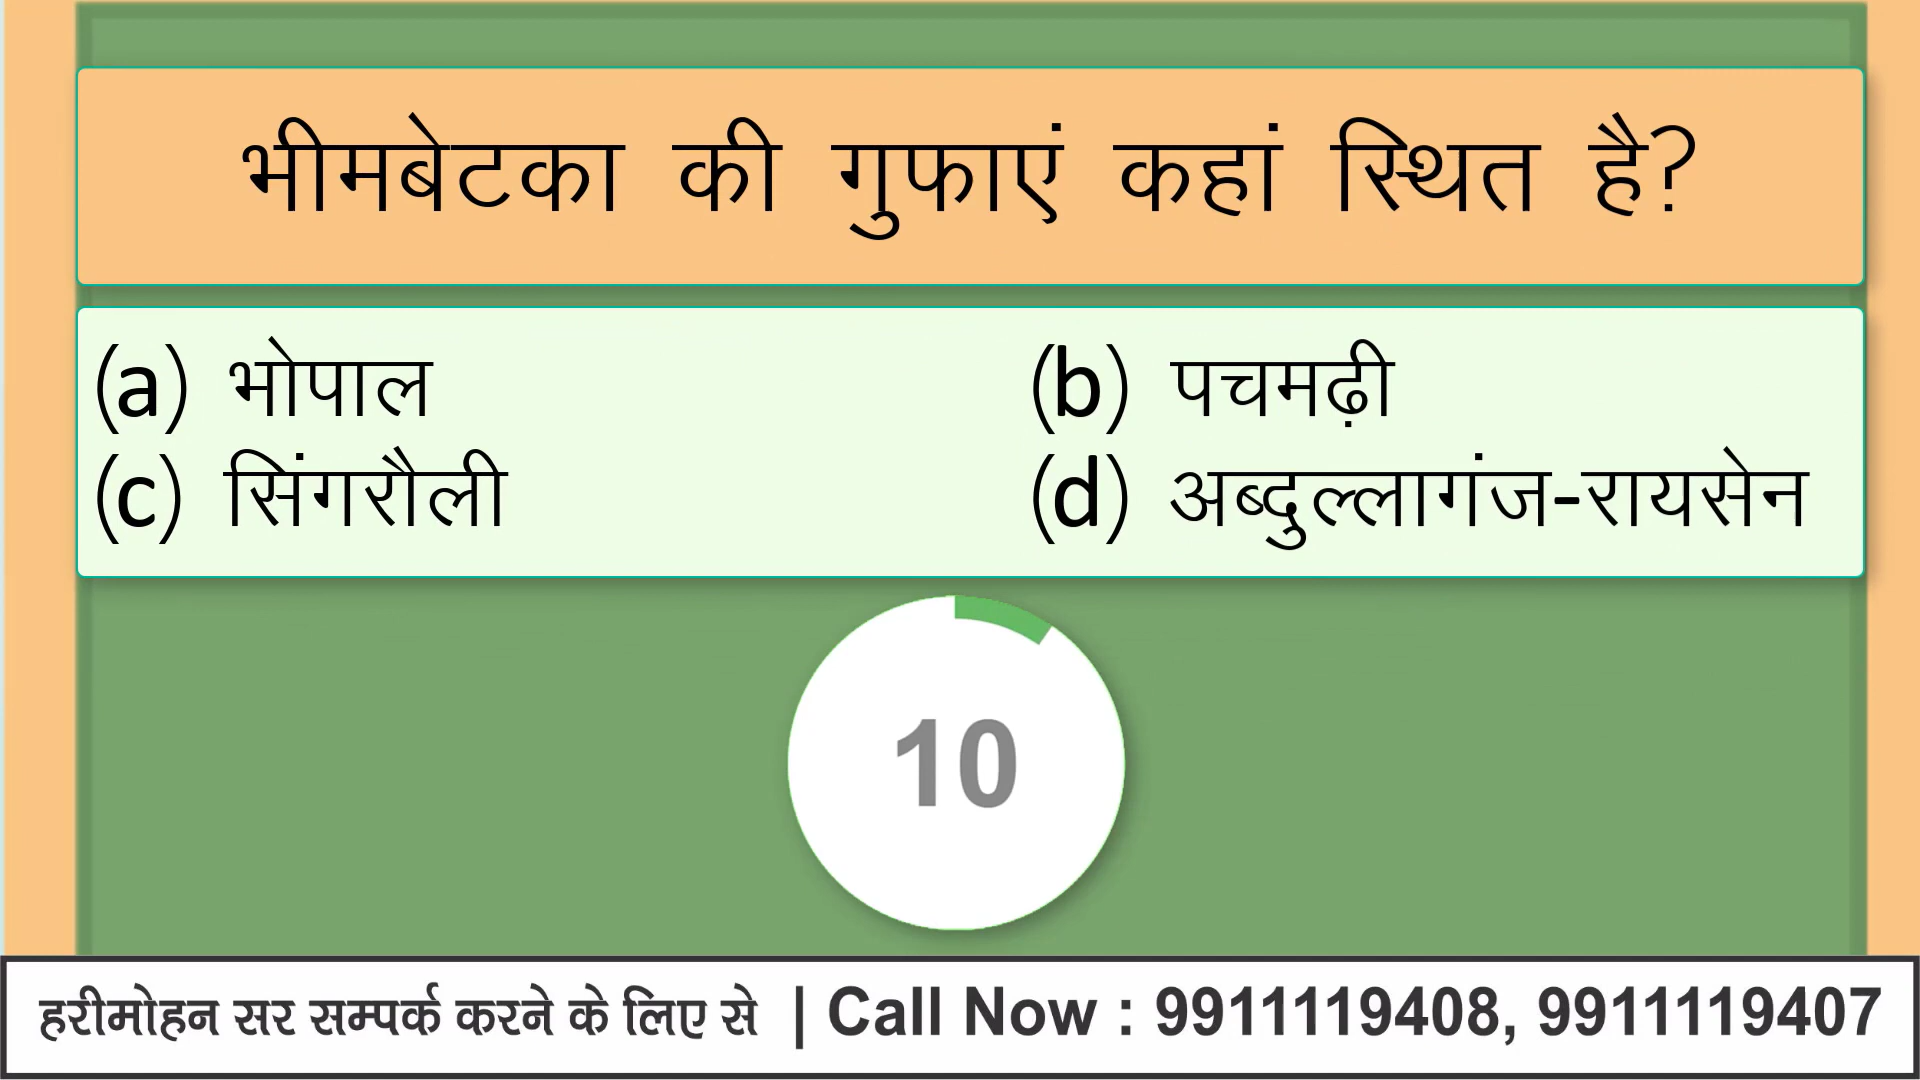 भीमबेटका की गुफाएं कहां स्थित है?
(a) भोपाल (b) पचमढ़ी
(c) सिंगरौली (d) अब्दुल्लागंज-रायसेन
10
हरीमोहन सर सम्पर्क करने के लिए से | Call Now : 9911119408, 9911119407